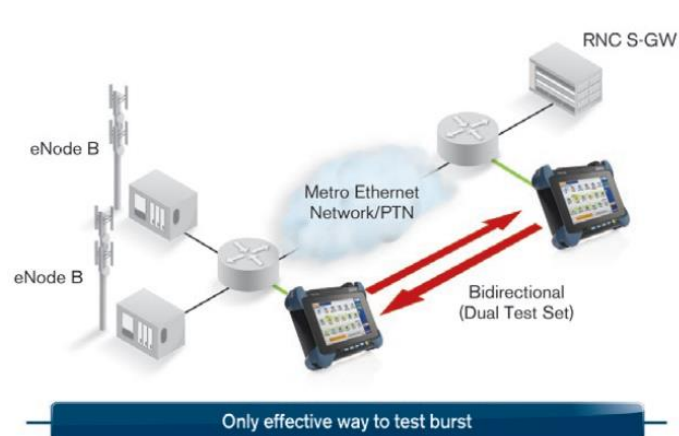 RNC S-GW
eNode B
Metro Ethernet
Network/PTN
eNode B
Bidirectional
(Dual Test Set)
Only effective way to test burst